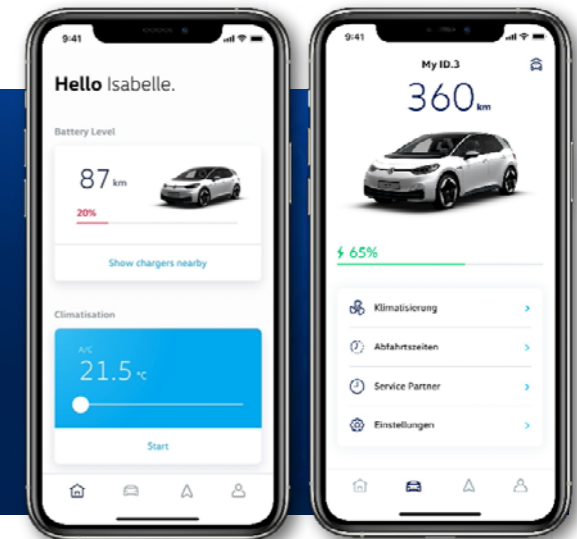 9:41
Hello Isabelle.
Battery Level
87 km
20%
Show chargers nearby
Climatisation
A/C
21.5 °C
Start
9:41
My ID.3
360 km
65%
Klimatisierung
Abfahrtszeiten
Service Partner
Einstellungen